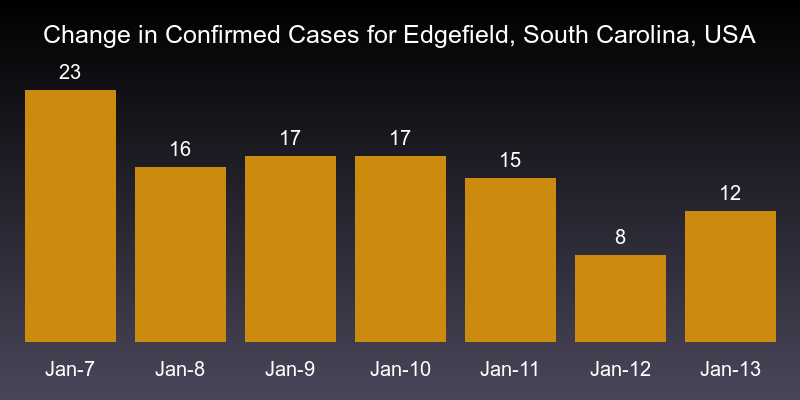 Change in Confirmed Cases for Edgefield, South Carolina, USA
23
16
17
17
15
8
12
Jan-7
Jan-8
Jan-9
Jan-10
Jan-11
Jan-12
Jan-13